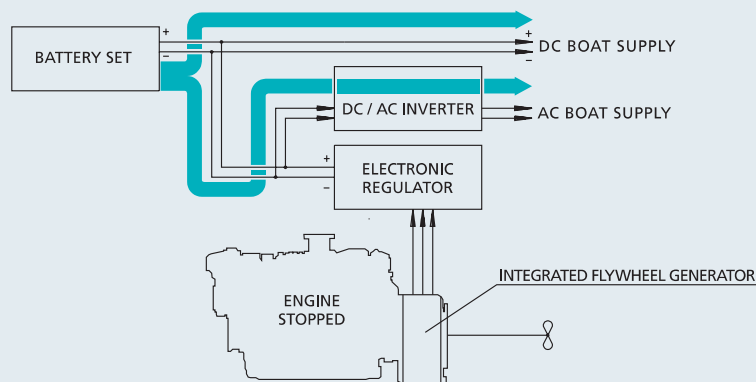 +
+
BATTERY SET
DC BOAT SUPPLY
–
–
DC / AC INVERTER
AC BOAT SUPPLY
+
ELECTRONIC
REGULATOR
–
INTEGRATED FLYWHEEL GENERATOR
ENGINE
STOPPED